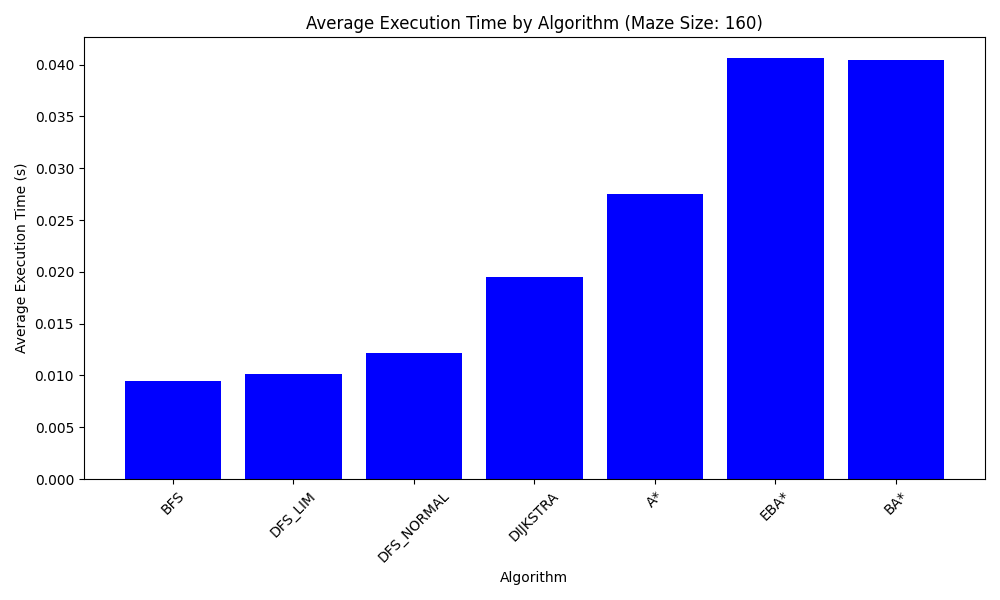 Average Execution Time by Algorithm (Maze Size: 160)
Average Execution Time (s)
0.040
0.035
0.030
0.025
0.020
0.015
0.010
0.005
0.000
BFS
DFS_LIM
DFS_NORMAL
DIJKSTRA
A*
EBA*
BA*
Algorithm